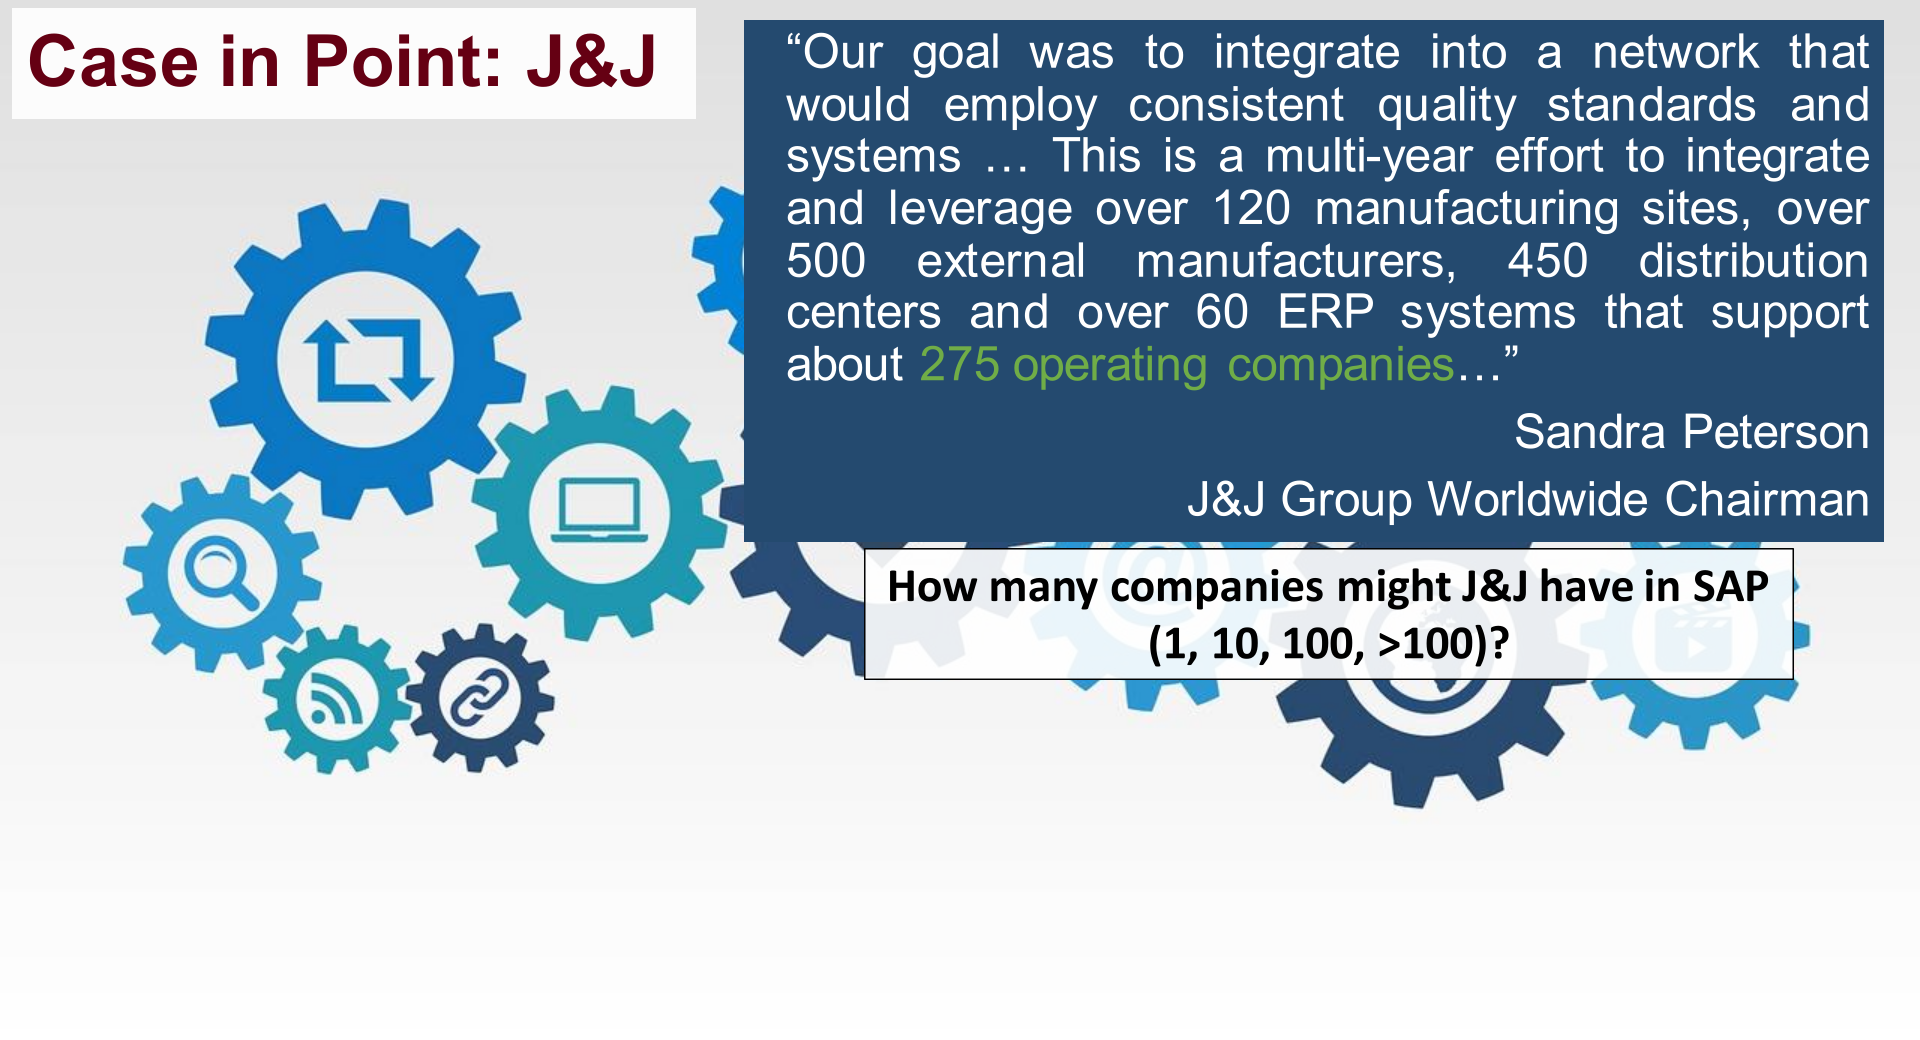 Case in Point: J&J
“Our goal was to integrate into a network that
would employ consistent quality standards and
systems … This is a multi-year effort to integrate
and leverage over 120 manufacturing sites, over
500 external manufacturers, 450 distribution
centers and over 60 ERP systems that support
about 275 operating companies…”
Sandra Peterson
J&J Group Worldwide Chairman
How many companies might J&J have in SAP
(1, 10, 100, >100)?